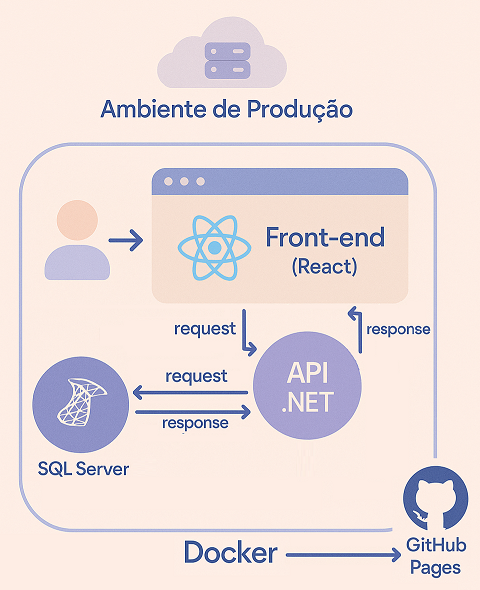 Ambiente de Produção
Front-end
(React)
request
response
API
.NET
request
response
SQL Server
Docker
GitHub
Pages